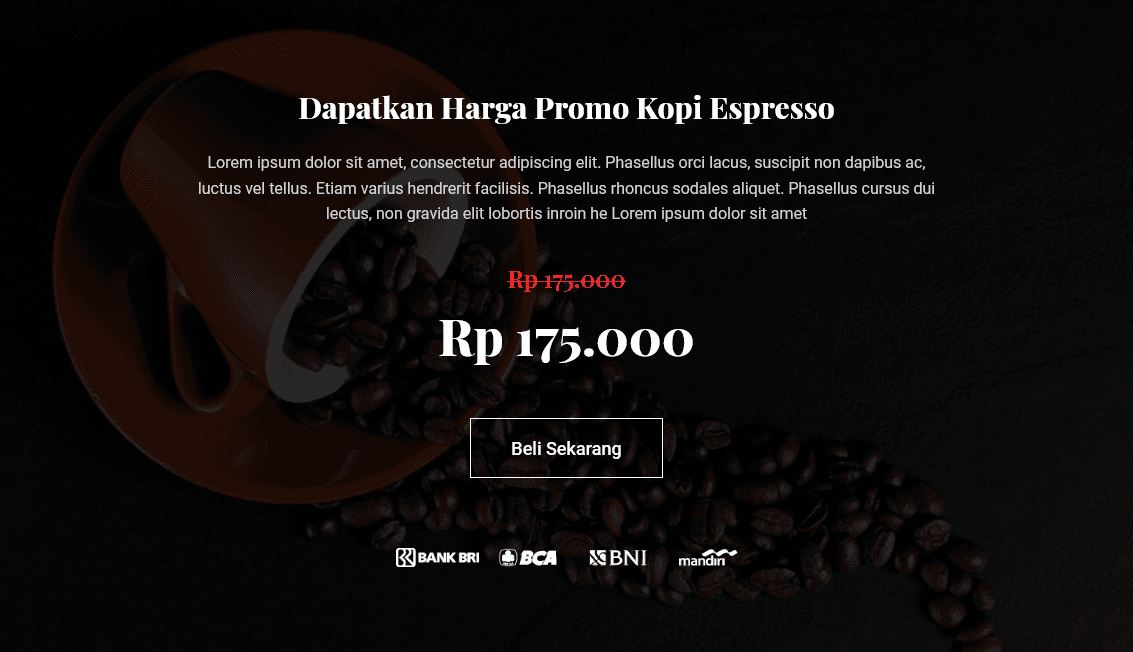 Dapatkan Harga Promo Kopi Espresso
Lorem ipsum dolor sit amet, consectetur adipiscing elit. Phasellus orci lacus, suscipit non dapibus ac,
luctus vel tellus. Etiam varius hendrerit facilisis. Phasellus rhoncus sodales aliquet. Phasellus cursus dui
lectus, non gravida elit lobortis inroin he Lorem ipsum dolor sit amet
Rp 175.000
Rp 175.000
Beli Sekarang
BANK BRI BCA BNI mandırı